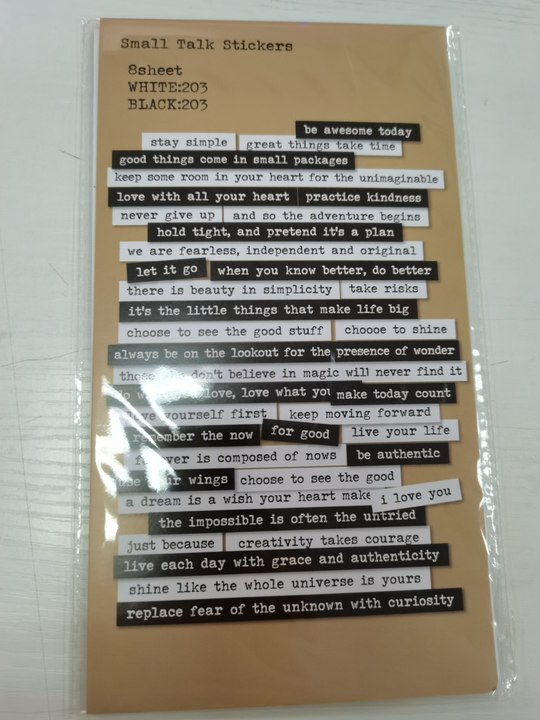 Small Talk Stickers
8sheet
WHITE:203
BLACK:203
be awesome today
stay simple great things take time
good things come in small packages
keep some room in your heart for the unimaginable
love with all your heart practice kindness
never give up and so the adventure begins
hold tight, and pretend it's a plan
we are fearless, independent and original
let it go when you know better, do better
there is beauty in simplicity take risks
it's the little things that make life big
choose to see the good stuff choooe to shine
always be on the lookout for the presence of wonder
those don't believe in magic will never find it
love, love what you make today count
love yourself first keep moving forward
remember the now for good live your life
is composed of nows be authentic
your wings choose to see the good
a dream is a wish your heart make i love you
the impossible is often the untried
just because creativity takes courage
live each day with grace and authenticity
shine like the whole universe is yours
replace fear of the unknown with curiosity